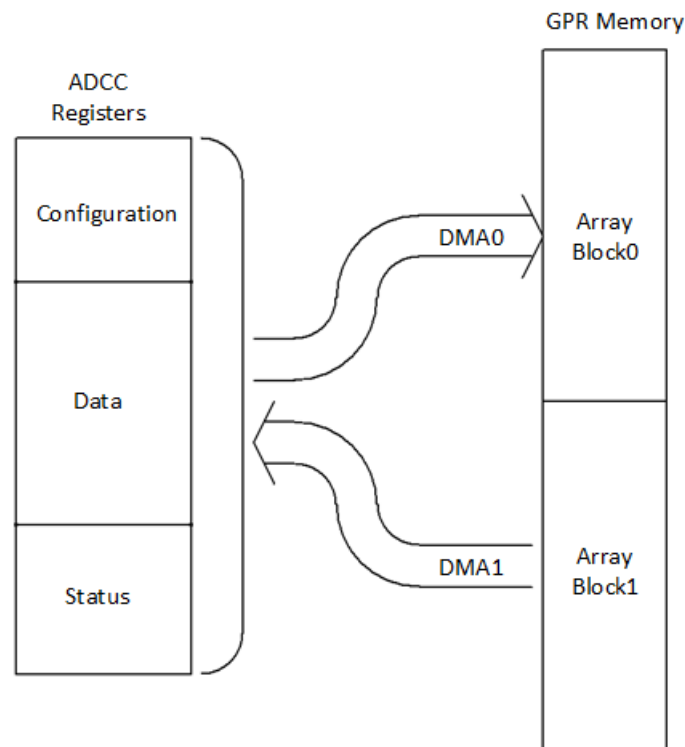 GPR Memory
ADCC
Registers
Configuration
Data
Status
DMA0
DMA1
Array
Block0
Array
Block1